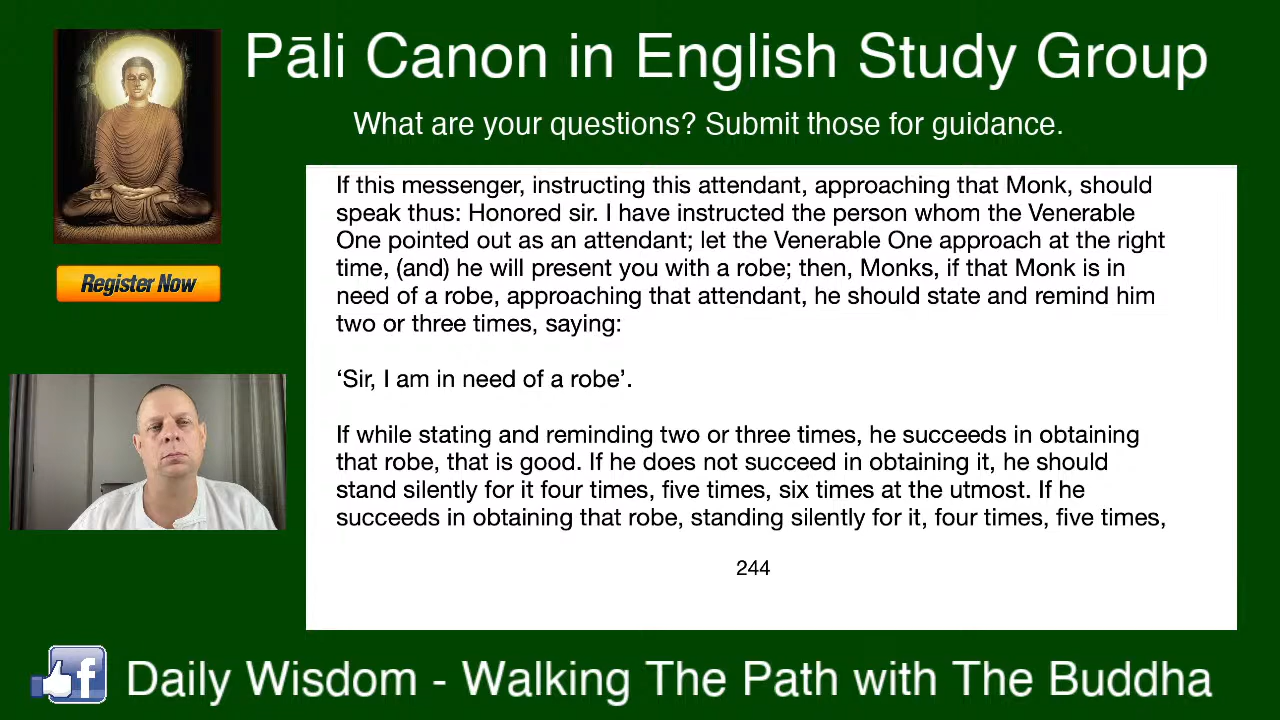 Pāli Canon in English Study Group
What are your questions? Submit those for guidance.
Register Now
If this messenger, instructing this attendant, approaching that Monk, should
speak thus: Honored sir. I have instructed the person whom the Venerable
One pointed out as an attendant; let the Venerable One approach at the right
time, (and) he will present you with a robe; then, Monks, if that Monk is in
need of a robe, approaching that attendant, he should state and remind him
two or three times, saying:
‘Sir, I am in need of a robe’.
If while stating and reminding two or three times, he succeeds in obtaining
that robe, that is good. If he does not succeed in obtaining it, he should
stand silently for it four times, five times, six times at the utmost. If he
succeeds in obtaining that robe, standing silently for it, four times, five times,
244
f
Daily Wisdom - Walking The Path with The Buddha